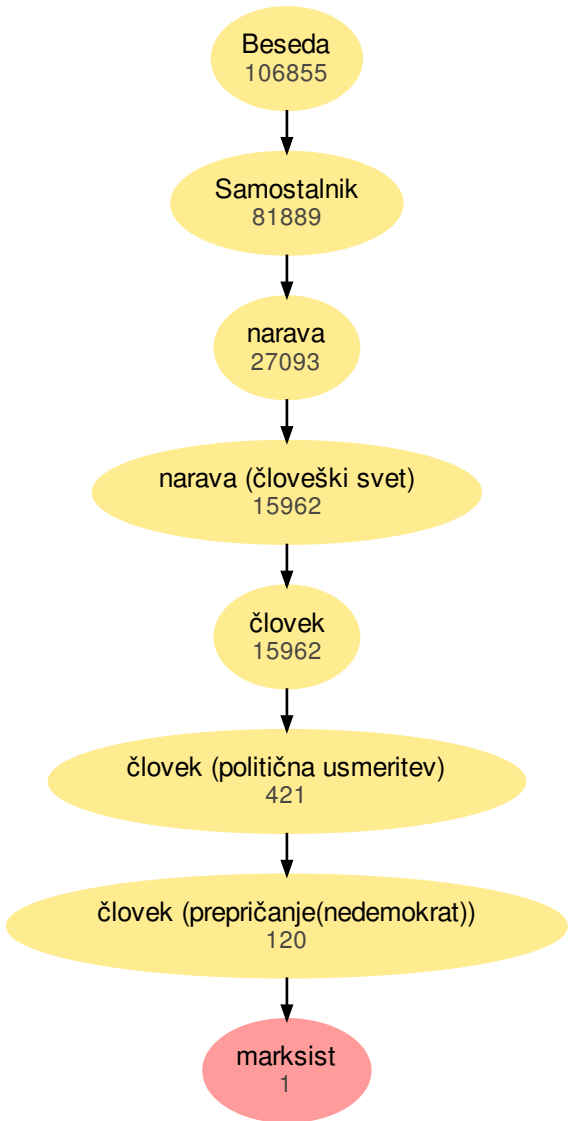 Beseda
106855
Samostalnik
81889
narava
27093
narava (človeški svet)
15962
človek
15962
človek (politična usmeritev)
421
človek (prepričanje(nedemokrat))
120
marksist
1